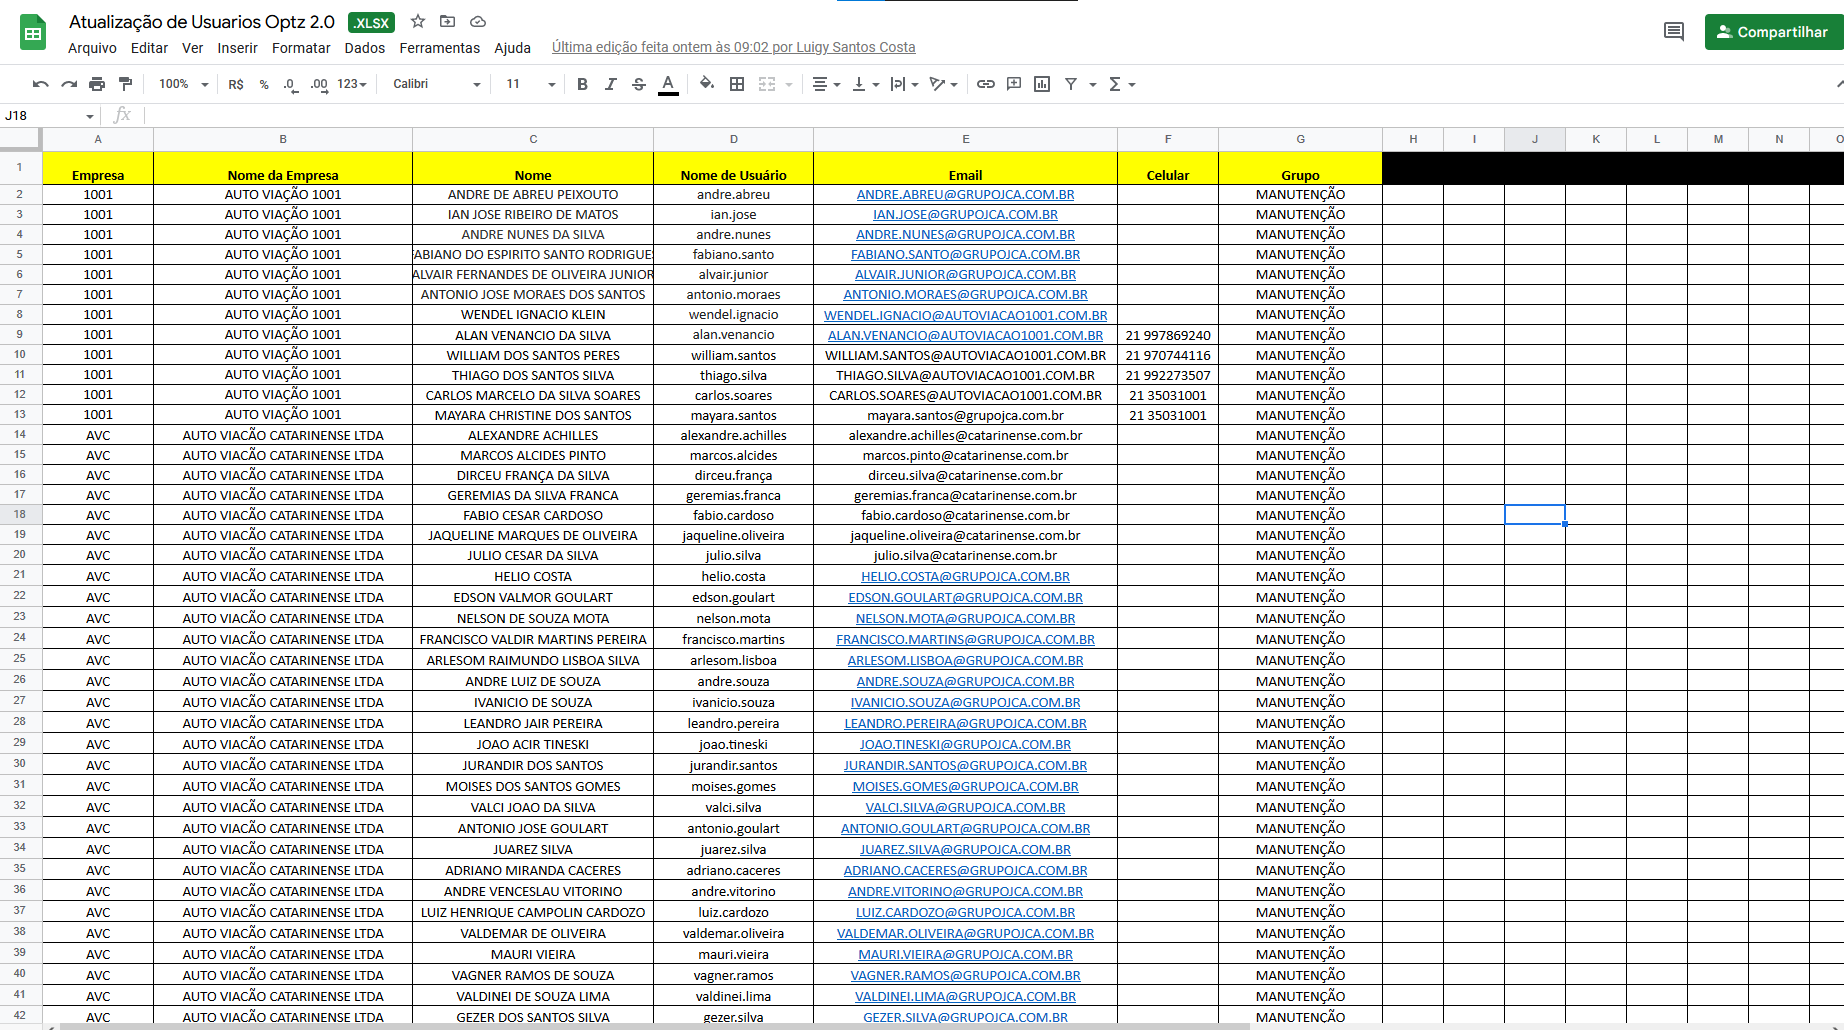 Atualização de Usuarios Optz 2.0 .XLSX
Arquivo Editar Ver Inserir Formatar Dados Ferramentas Ajuda Última edição feita ontem às 09:02 por Luigy Santos Costa
Compartilhar
100% R$ % .0 .00 123 Calibri 11 B I S A
J18 fx
A B C D E F G H I J K L M N O
1 Empresa Nome da Empresa Nome Nome de Usuário Email Celular Grupo
2 1001 AUTO VIAÇÃO 1001 ANDRE DE ABREU PEIXOUTO andre.abreu ANDRE.ABREU@GRUPOJCA.COM.BR MANUTENÇÃO
3 1001 AUTO VIAÇÃO 1001 IAN JOSE RIBEIRO DE MATOS ian.jose IAN.JOSE@GRUPOJCA.COM.BR MANUTENÇÃO
4 1001 AUTO VIAÇÃO 1001 ANDRE NUNES DA SILVA andre.nunes ANDRE.NUNES@GRUPOJCA.COM.BR MANUTENÇÃO
5 1001 AUTO VIAÇÃO 1001 FABIANO DO ESPIRITO SANTO RODRIGUES fabiano.santo FABIANO.SANTO@GRUPOJCA.COM.BR MANUTENÇÃO
6 1001 AUTO VIAÇÃO 1001 ALVAIR FERNANDES DE OLIVEIRA JUNIOR alvair.junior ALVAIR.JUNIOR@GRUPOJCA.COM.BR MANUTENÇÃO
7 1001 AUTO VIAÇÃO 1001 ANTONIO JOSE MORAES DOS SANTOS antonio.moraes ANTONIO.MORAES@GRUPOJCA.COM.BR MANUTENÇÃO
8 1001 AUTO VIAÇÃO 1001 WENDEL IGNACIO KLEIN wendel.ignacio WENDEL.IGNACIO@AUTOVIACAO1001.COM.BR MANUTENÇÃO
9 1001 AUTO VIAÇÃO 1001 ALAN VENANCIO DA SILVA alan.venancio ALAN.VENANCIO@AUTOVIACAO1001.COM.BR 21 997869240 MANUTENÇÃO
10 1001 AUTO VIAÇÃO 1001 WILLIAM DOS SANTOS PERES william.santos WILLIAM.SANTOS@AUTOVIACAO1001.COM.BR 21 970744116 MANUTENÇÃO
11 1001 AUTO VIAÇÃO 1001 THIAGO DOS SANTOS SILVA thiago.silva THIAGO.SILVA@AUTOVIACAO1001.COM.BR 21 992273507 MANUTENÇÃO
12 1001 AUTO VIAÇÃO 1001 CARLOS MARCELO DA SILVA SOARES carlos.soares CARLOS.SOARES@AUTOVIACAO1001.COM.BR 21 35031001 MANUTENÇÃO
13 1001 AUTO VIAÇÃO 1001 MAYARA CHRISTINE DOS SANTOS mayara.santos mayara.santos@grupojca.com.br 21 35031001 MANUTENÇÃO
14 AVC AUTO VIACÃO CATARINENSE LTDA ALEXANDRE ACHILLES alexandre.achilles alexandre.achilles@catarinense.com.br MANUTENÇÃO
15 AVC AUTO VIACÃO CATARINENSE LTDA MARCOS ALCIDES PINTO marcos.alcides marcos.pinto@catarinense.com.br MANUTENÇÃO
16 AVC AUTO VIACÃO CATARINENSE LTDA DIRCEU FRANÇA DA SILVA dirceu.frança dirceu.silva@catarinense.com.br MANUTENÇÃO
17 AVC AUTO VIACÃO CATARINENSE LTDA GEREMIAS DA SILVA FRANCA geremias.franca geremias.franca@catarinense.com.br MANUTENÇÃO
18 AVC AUTO VIACÃO CATARINENSE LTDA FABIO CESAR CARDOSO fabio.cardoso fabio.cardoso@catarinense.com.br MANUTENÇÃO
19 AVC AUTO VIACÃO CATARINENSE LTDA JAQUELINE MARQUES DE OLIVEIRA jaqueline.oliveira jaqueline.oliveira@catarinense.com.br MANUTENÇÃO
20 AVC AUTO VIACÃO CATARINENSE LTDA JULIO CESAR DA SILVA julio.silva julio.silva@catarinense.com.br MANUTENÇÃO
21 AVC AUTO VIACÃO CATARINENSE LTDA HELIO COSTA helio.costa HELIO.COSTA@GRUPOJCA.COM.BR MANUTENÇÃO
22 AVC AUTO VIACÃO CATARINENSE LTDA EDSON VALMOR GOULART edson.goulart EDSON.GOULART@GRUPOJCA.COM.BR MANUTENÇÃO
23 AVC AUTO VIACÃO CATARINENSE LTDA NELSON DE SOUZA MOTA nelson.mota NELSON.MOTA@GRUPOJCA.COM.BR MANUTENÇÃO
24 AVC AUTO VIACÃO CATARINENSE LTDA FRANCISCO VALDIR MARTINS PEREIRA francisco.martins FRANCISCO.MARTINS@GRUPOJCA.COM.BR MANUTENÇÃO
25 AVC AUTO VIACÃO CATARINENSE LTDA ARLESOM RAIMUNDO LISBOA SILVA arlesom.lisboa ARLESOM.LISBOA@GRUPOJCA.COM.BR MANUTENÇÃO
26 AVC AUTO VIACÃO CATARINENSE LTDA ANDRE LUIZ DE SOUZA andre.souza ANDRE.SOUZA@GRUPOJCA.COM.BR MANUTENÇÃO
27 AVC AUTO VIACÃO CATARINENSE LTDA IVANICIO DE SOUZA ivanicio.souza IVANICIO.SOUZA@GRUPOJCA.COM.BR MANUTENÇÃO
28 AVC AUTO VIACÃO CATARINENSE LTDA LEANDRO JAIR PEREIRA leandro.pereira LEANDRO.PEREIRA@GRUPOJCA.COM.BR MANUTENÇÃO
29 AVC AUTO VIACÃO CATARINENSE LTDA JOAO ACIR TINESKI joao.tineski JOAO.TINESKI@GRUPOJCA.COM.BR MANUTENÇÃO
30 AVC AUTO VIACÃO CATARINENSE LTDA JURANDIR DOS SANTOS jurandir.santos JURANDIR.SANTOS@GRUPOJCA.COM.BR MANUTENÇÃO
31 AVC AUTO VIACÃO CATARINENSE LTDA MOISES DOS SANTOS GOMES moises.gomes MOISES.GOMES@GRUPOJCA.COM.BR MANUTENÇÃO
32 AVC AUTO VIACÃO CATARINENSE LTDA VALCI JOAO DA SILVA valci.silva VALCI.SILVA@GRUPOJCA.COM.BR MANUTENÇÃO
33 AVC AUTO VIACÃO CATARINENSE LTDA ANTONIO JOSE GOULART antonio.goulart ANTONIO.GOULART@GRUPOJCA.COM.BR MANUTENÇÃO
34 AVC AUTO VIACÃO CATARINENSE LTDA JUAREZ SILVA juarez.silva JUAREZ.SILVA@GRUPOJCA.COM.BR MANUTENÇÃO
35 AVC AUTO VIACÃO CATARINENSE LTDA ADRIANO MIRANDA CACERES adriano.caceres ADRIANO.CACERES@GRUPOJCA.COM.BR MANUTENÇÃO
36 AVC AUTO VIACÃO CATARINENSE LTDA ANDRE VENCESLAU VITORINO andre.vitorino ANDRE.VITORINO@GRUPOJCA.COM.BR MANUTENÇÃO
37 AVC AUTO VIACÃO CATARINENSE LTDA LUIZ HENRIQUE CAMPOLIN CARDOZO luiz.cardozo LUIZ.CARDOZO@GRUPOJCA.COM.BR MANUTENÇÃO
38 AVC AUTO VIACÃO CATARINENSE LTDA VALDEMAR DE OLIVEIRA valdemar.oliveira VALDEMAR.OLIVEIRA@GRUPOJCA.COM.BR MANUTENÇÃO
39 AVC AUTO VIACÃO CATARINENSE LTDA MAURI VIEIRA mauri.vieira MAURI.VIEIRA@GRUPOJCA.COM.BR MANUTENÇÃO
40 AVC AUTO VIACÃO CATARINENSE LTDA VAGNER RAMOS DE SOUZA vagner.ramos VAGNER.RAMOS@GRUPOJCA.COM.BR MANUTENÇÃO
41 AVC AUTO VIACÃO CATARINENSE LTDA VALDINEI DE SOUZA LIMA valdinei.lima VALDINEI.LIMA@GRUPOJCA.COM.BR MANUTENÇÃO
42 AVC AUTO VIACÃO CATARINENSE LTDA GEZER DOS SANTOS SILVA gezer.silva GEZER.SILVA@GRUPOJCA.COM.BR MANUTENÇÃO